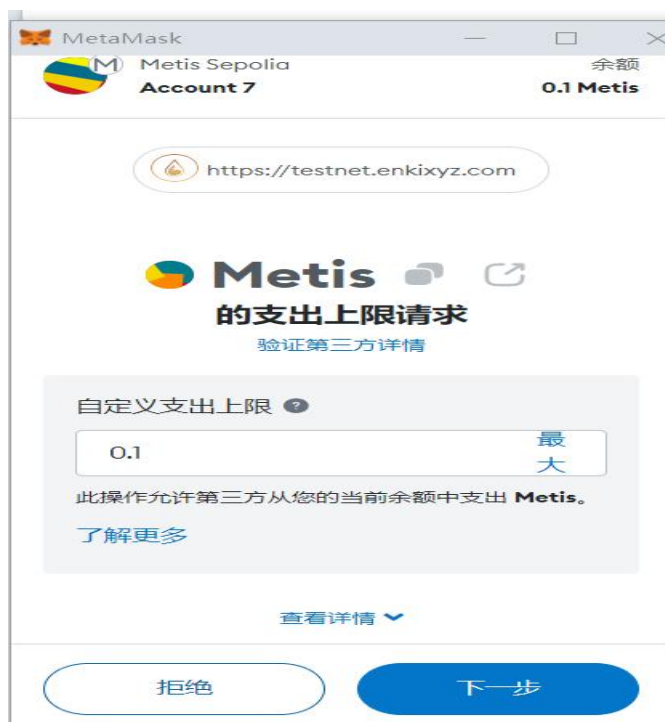 MetaMask
M Metis Sepolia 余额
Account 7 0.1 Metis
https://testnet.enkixyz.com
Metis
的支出上限请求
验证第三方详情
自定义支出上限 ?
0.1 最
大
此操作允许第三方从您的当前余额中支出 Metis。
了解更多
查看详情
拒绝 下一步